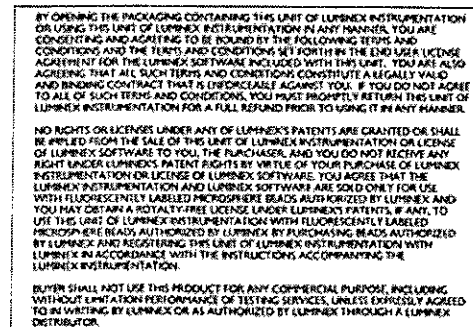 BY OPENING THE PACKAGING CONTAINING THIS UNIT OF LUMINEX INSTRUMENTATION
OR USING THIS UNIT OF LUMINEX INSTRUMENTATION IN ANY MANNER, YOU ARE
CONSENTING AND AGREEING TO BE BOUND BY THE FOLLOWING TERMS AND
CONDITIONS AND THE TERMS AND CONDITIONS SET FORTH IN THE END USER LICENSE
AGREEMENT FOR THE LUMINEX SOFTWARE INCLUDED WITH THIS UNIT. YOU ARE ALSO
AGREEING THAT ALL SUCH TERMS AND CONDITIONS CONSTITUTE A LEGALLY VALID
AND BINDING CONTRACT THAT IS ENFORCEABLE AGAINST YOU. IF YOU DO NOT AGREE
TO ALL OF SUCH TERMS AND CONDITIONS, YOU MUST PROMPTLY RETURN THIS UNIT OF
LUMINEX INSTRUMENTATION FOR A FULL REFUND PRIOR TO USING IT IN ANY MANNER.
NO RIGHTS OR LICENSES UNDER ANY OF LUMINEX'S PATENTS ARE GRANTED OR SHALL
BE IMPLIED FROM THE SALE OF THIS UNIT OF LUMINEX INSTRUMENTATION OR LICENSE
OF LUMINEX SOFTWARE TO YOU, THE PURCHASER, AND YOU DO NOT RECEIVE ANY
RIGHT UNDER LUMINEX'S PATENT RIGHTS BY VIRTUE OF YOUR PURCHASE OF LUMINEX
INSTRUMENTATION OR LICENSE OF LUMINEX SOFTWARE. YOU AGREE THAT THE
LUMINEX INSTRUMENTATION AND LUMINEX SOFTWARE ARE SOLD ONLY FOR USE
WITH FLUORESCENTLY LABELED MICROSPHERE BEADS AUTHORIZED BY LUMINEX AND
YOU MAY OBTAIN A ROYALTY-FREE LICENSE UNDER LUMINEX'S PATENTS, IF ANY, TO
USE THIS UNIT OF LUMINEX INSTRUMENTATION WITH FLUORESCENTLY LABELED
MICROSPHERE BEADS AUTHORIZED BY LUMINEX BY PURCHASING BEADS AUTHORIZED
BY LUMINEX AND REGISTERING THIS UNIT OF LUMINEX INSTRUMENTATION WITH
LUMINEX IN ACCORDANCE WITH THE INSTRUCTIONS ACCOMPANYING THE
LUMINEX INSTRUMENTATION.
BUYER SHALL NOT USE THIS PRODUCT FOR ANY COMMERCIAL PURPOSE, INCLUDING
WITHOUT LIMITATION PERFORMANCE OF TESTING SERVICES, UNLESS EXPRESSLY AGREED
TO IN WRITING BY LUMINEX OR AS AUTHORIZED BY LUMINEX THROUGH A LUMINEX
DISTRIBUTOR.